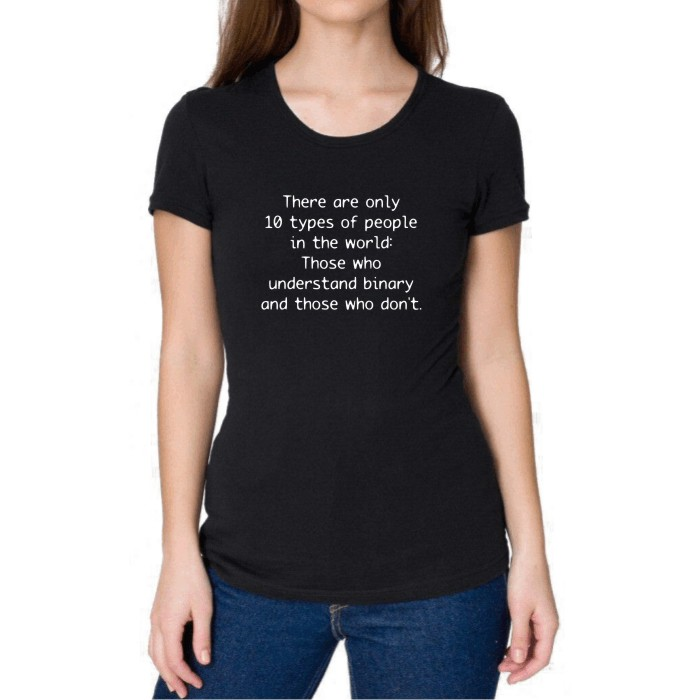 There are only
10 types of people
in the world:
Those who
understand binary
and those who don't.